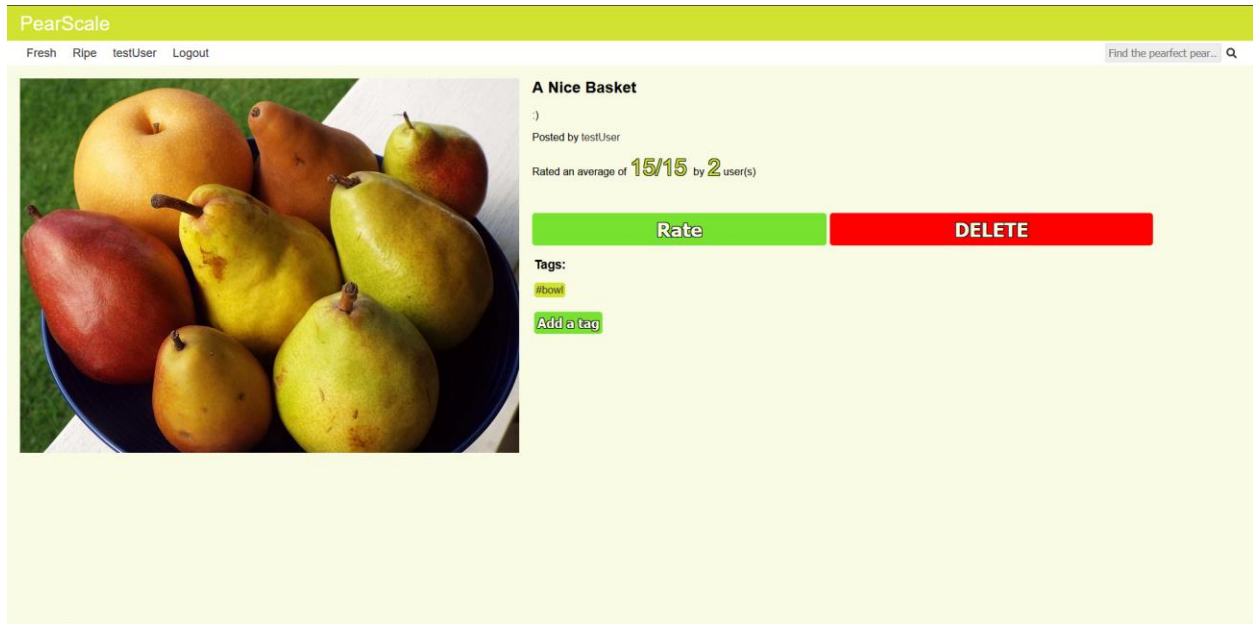 PearScale
Fresh Ripe testUser Logout
Find the pearfect pear..
A Nice Basket
:)
Posted by testUser
Rated an average of 15/15 by 2 user(s)
Rate DELETE
Tags:
#bowl
Add a tag